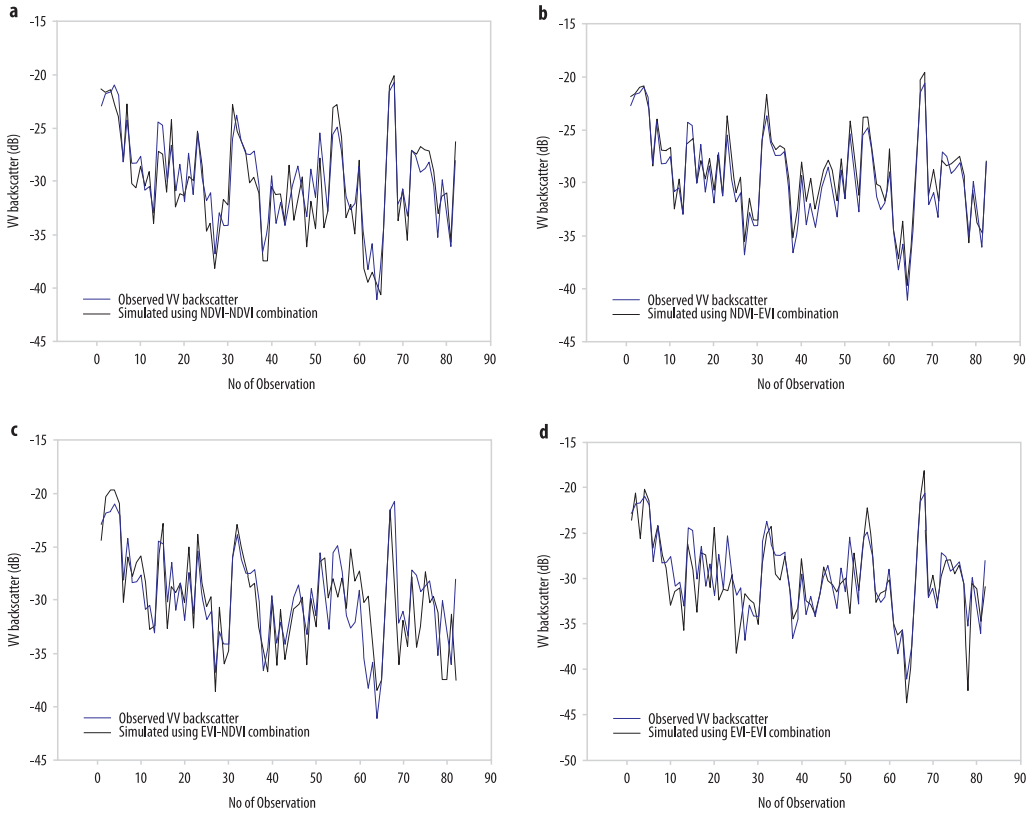 a
−15
−20
−25
−30
−35
−40
−45
VV backscatter (dB)
Observed VV backscatter
Simulated using NDVI–NDVI combination
0 10 20 30 40 50 60 70 80 90
No of Observation
b
−15
−20
−25
−30
−35
−40
−45
VV backscatter (dB)
Observed VV backscatter
Simulated using NDVI–EVI combination
0 10 20 30 40 50 60 70 80 90
No of Observation
c
−15
−20
−25
−30
−35
−40
−45
VV backscatter (dB)
Observed VV backscatter
Simulated using EVI–NDVI combination
0 10 20 30 40 50 60 70 80 90
No of Observation
d
−15
−20
−25
−30
−35
−40
−45
−50
VV backscatter (dB)
Observed VV backscatter
Simulated using EVI–EVI combination
0 10 20 30 40 50 60 70 80 90
No of Observation